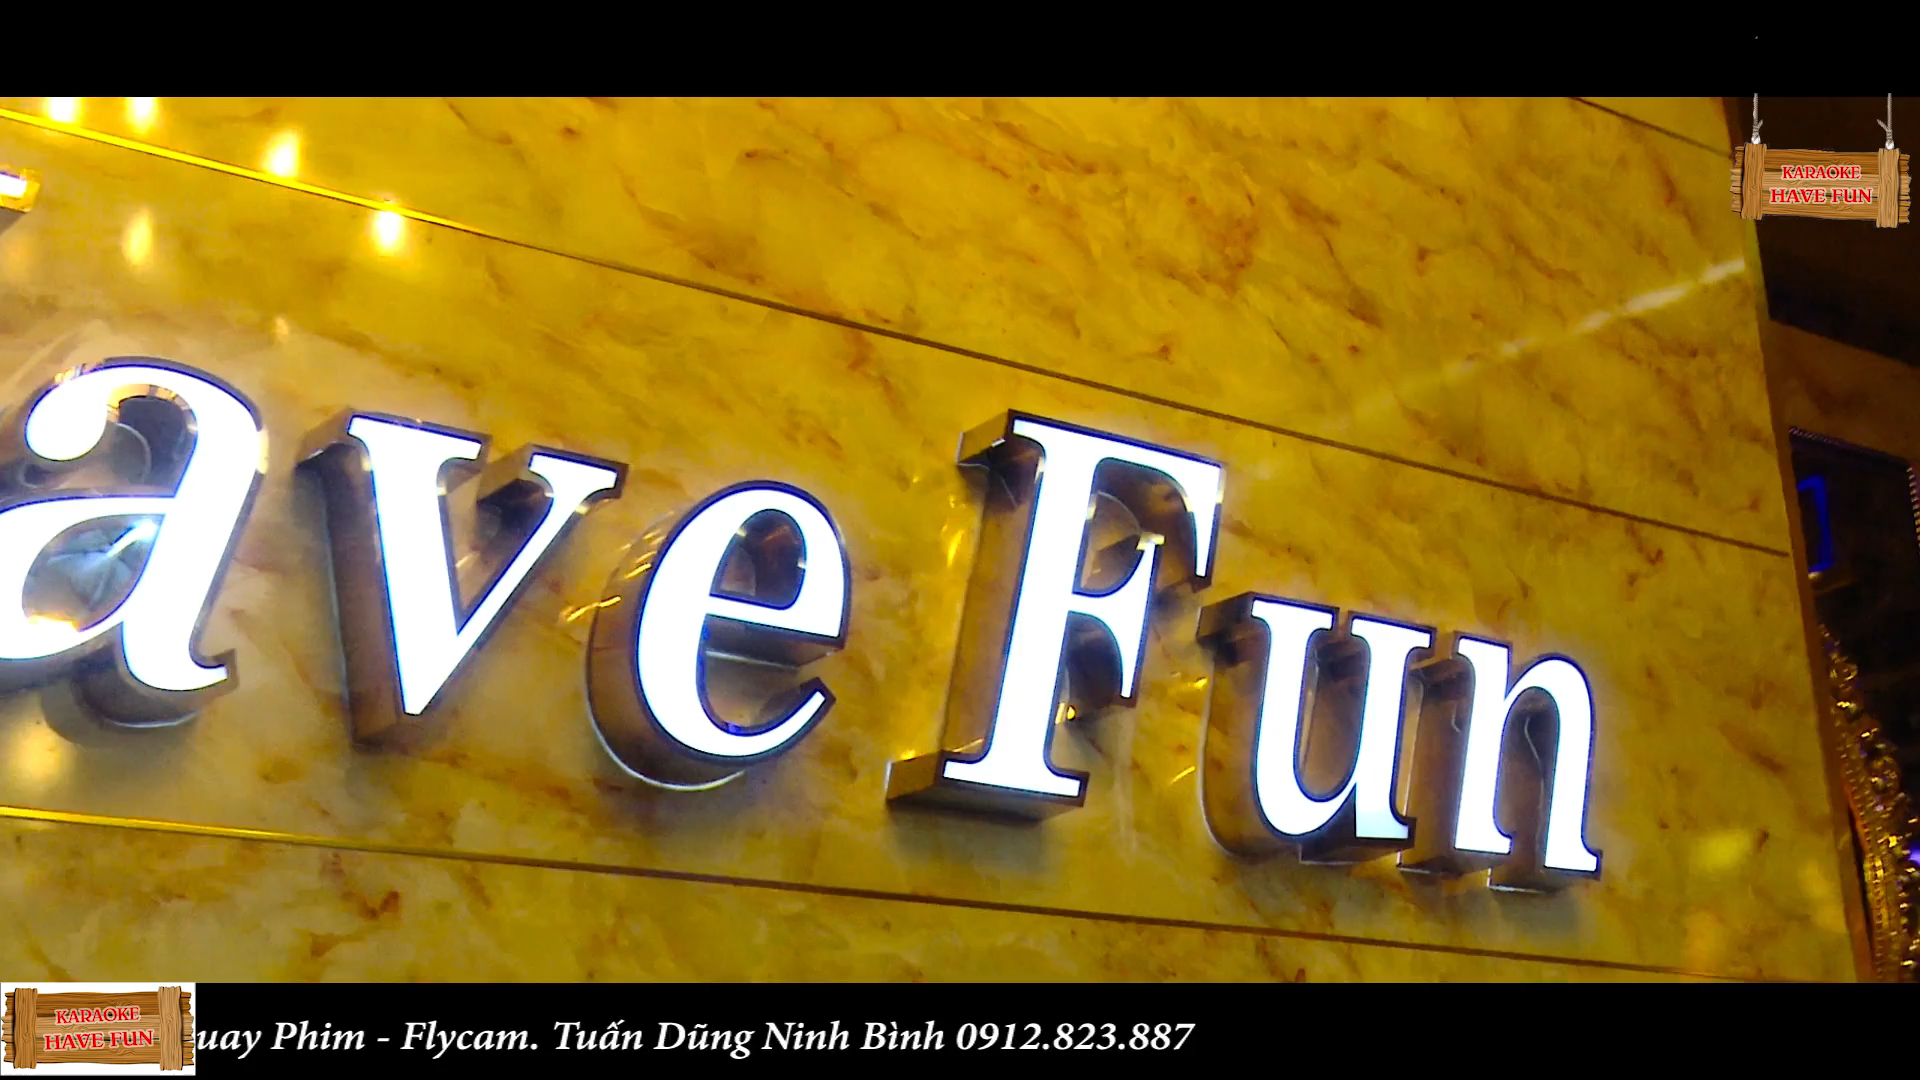 KARAOKE
HAVE FUN
ave Fun
KARAOKE
HAVE FUN
uay Phim - Flycam. Tuấn Dũng Ninh Bình 0912.823.887